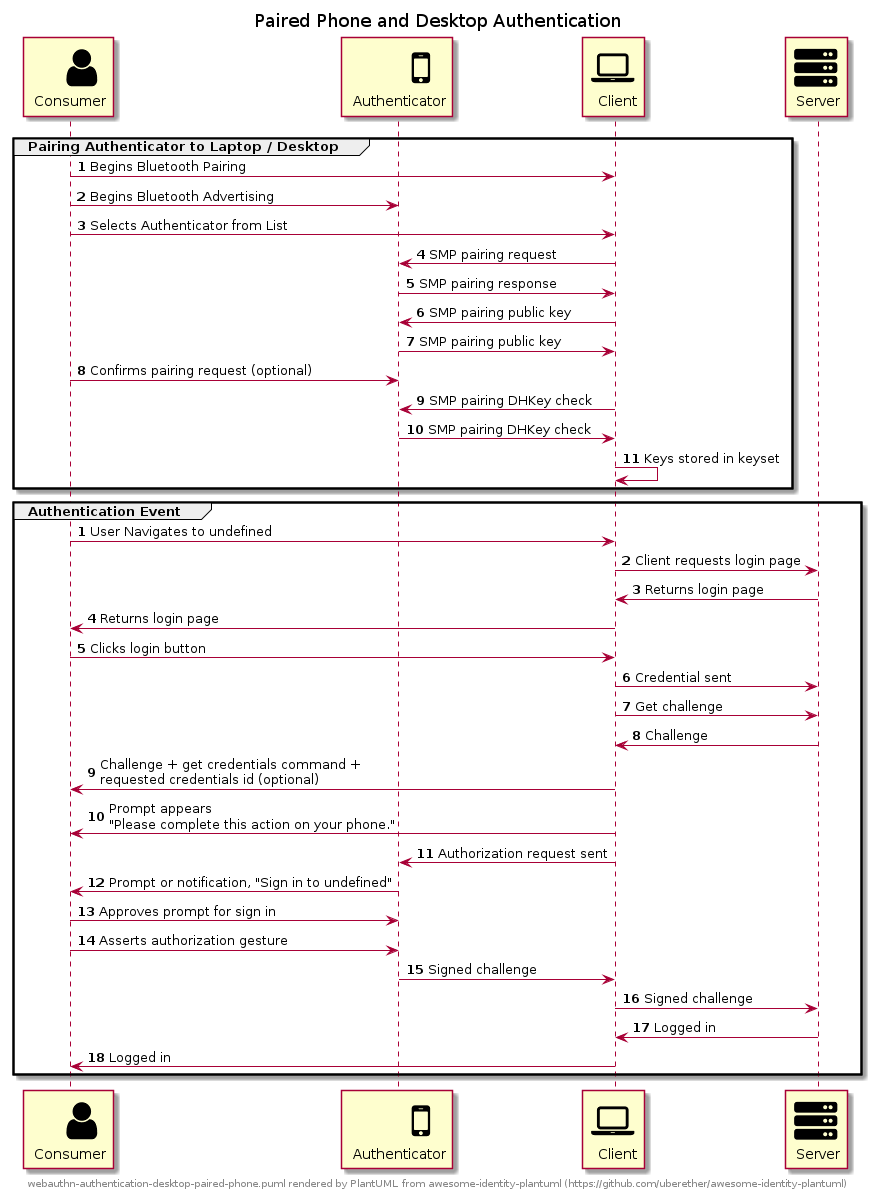 Paired Phone and Desktop Authentication
Consumer
Authenticator
Client
Server
Pairing Authenticator to Laptop / Desktop
1 Begins Bluetooth Pairing
2 Begins Bluetooth Advertising
3 Selects Authenticator from List
4 SMP pairing request
5 SMP pairing response
6 SMP pairing public key
7 SMP pairing public key
8 Confirms pairing request (optional)
9 SMP pairing DHKey check
10 SMP pairing DHKey check
11 Keys stored in keyset
Authentication Event
1 User Navigates to undefined
2 Client requests login page
3 Returns login page
4 Returns login page
5 Clicks login button
6 Credential sent
7 Get challenge
8 Challenge
9 Challenge + get credentials command +
requested credentials id (optional)
10 Prompt appears
"Please complete this action on your phone."
11 Authorization request sent
12 Prompt or notification, "Sign in to undefined"
13 Approves prompt for sign in
14 Asserts authorization gesture
15 Signed challenge
16 Signed challenge
17 Logged in
18 Logged in
Consumer
Authenticator
Client
Server
webauthn-authentication-desktop-paired-phone.puml rendered by PlantUML from awesome-identity-plantuml (https://github.com/uberether/awesome-identity-plantuml)